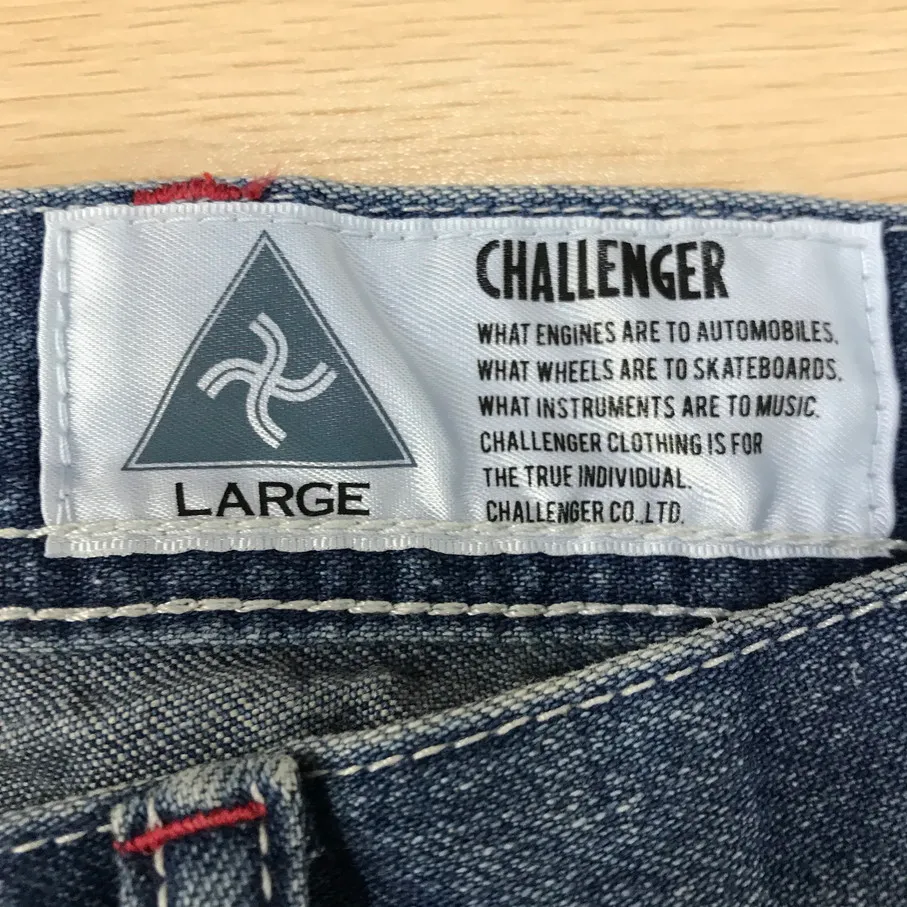 LARGE
CHALLENGER
WHAT ENGINES ARE TO AUTOMOBILES.
WHAT WHEELS ARE TO SKATEBOARDS.
WHAT INSTRUMENTS ARE TO MUSIC.
CHALLENGER CLOTHING IS FOR
THE TRUE INDIVIDUAL.
CHALLENGER CO.,LTD.